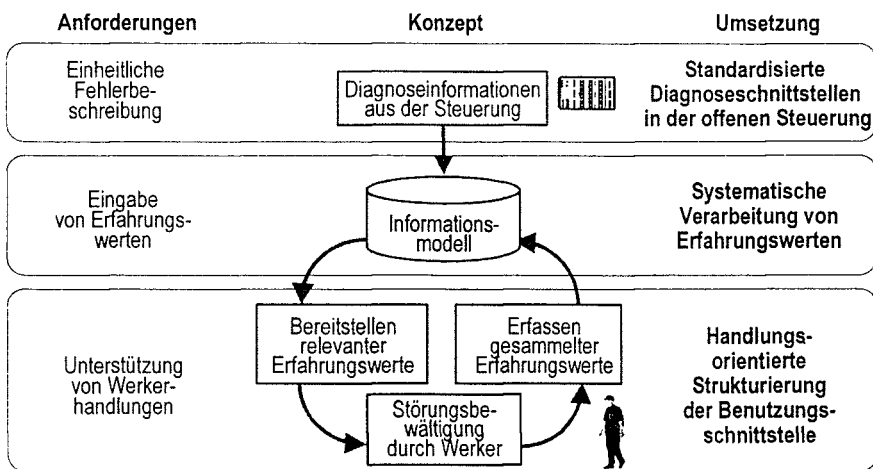 Anforderungen
Konzept
Umsetzung
Einheitliche
Fehlerbe-
schreibung
Diagnoseinformationen
aus der Steuerung
Standardisierte
Diagnoseschnittstellen
in der offenen Steuerung
Eingabe
von Erfahrungs-
werten
Informations-
modell
Systematische
Verarbeitung von
Erfahrungswerten
Unterstützung
von Werker-
handlungen
Bereitstellen
relevanter
Erfahrungswerte
Erfassen
gesammelter
Erfahrungswerte
Störungsbe-
wältigung
durch Werker
Handlungs-
orientierte
Strukturierung
der Benutzungs-
schnittstelle